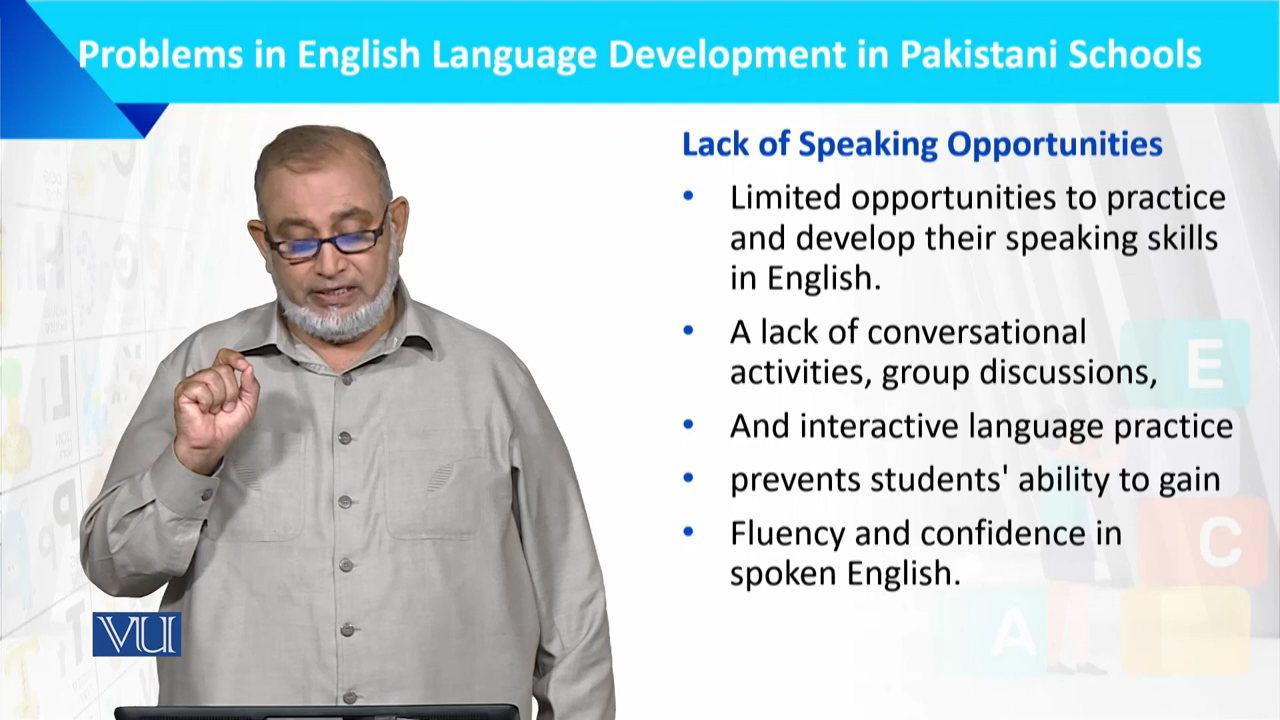 Problems in English Language Development in Pakistani Schools
Lack of Speaking Opportunities
• Limited opportunities to practice
and develop their speaking skills
in English.
• A lack of conversational
activities, group discussions,
• And interactive language practice
• prevents students' ability to gain
• Fluency and confidence in
spoken English.
VU
E
C
A